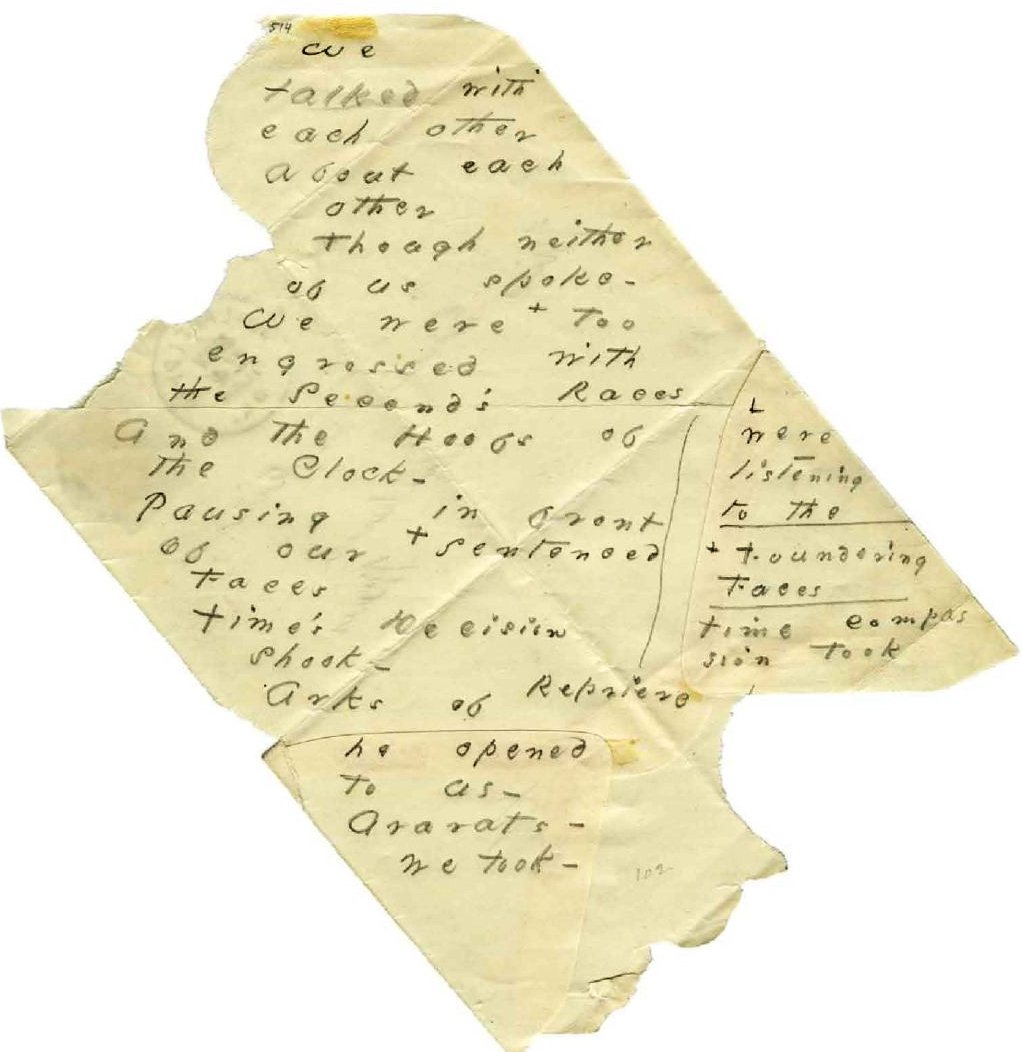 514
We
talked with
each other
about each
other
though neither
of us spoke -
We were + too
engrossed with
the Second's Races
And the Hoofs of
the Clock -
Pausing in front
of our + sentenced
Faces
Time's Decision
shook -
Arks of Reprieve
he opened
to us -
Ararats -
we took -
were
listening
to the
+ Foundering
Faces
Time compas
sion took
102